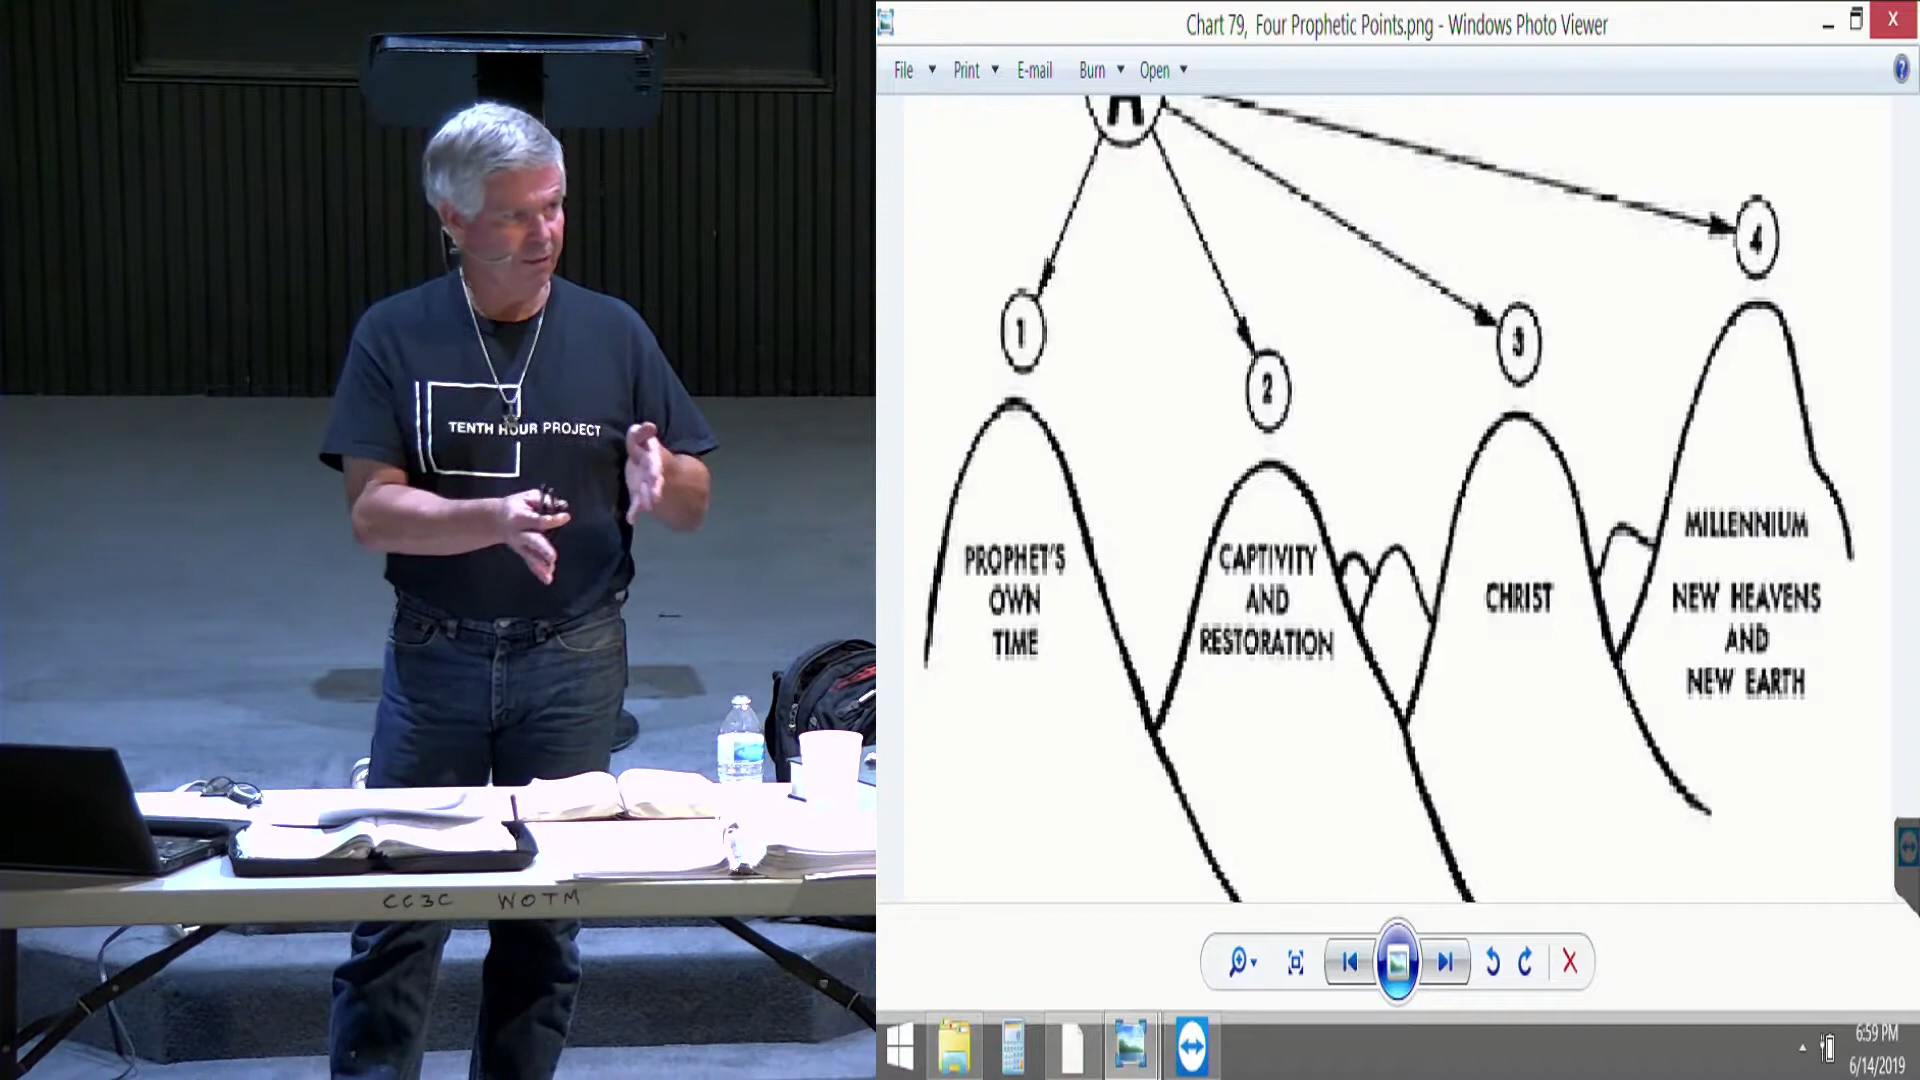 TENTH HOUR PROJECT
CC3C WOTM
Chart 79, Four Prophetic Points.png - Windows Photo Viewer
File Print E-mail Burn Open
A
1
2
3
4
PROPHET'S
OWN
TIME
CAPTIVITY
AND
RESTORATION
CHRIST
MILLENNIUM
NEW HEAVENS
AND
NEW EARTH
6:59 PM
6/14/2019